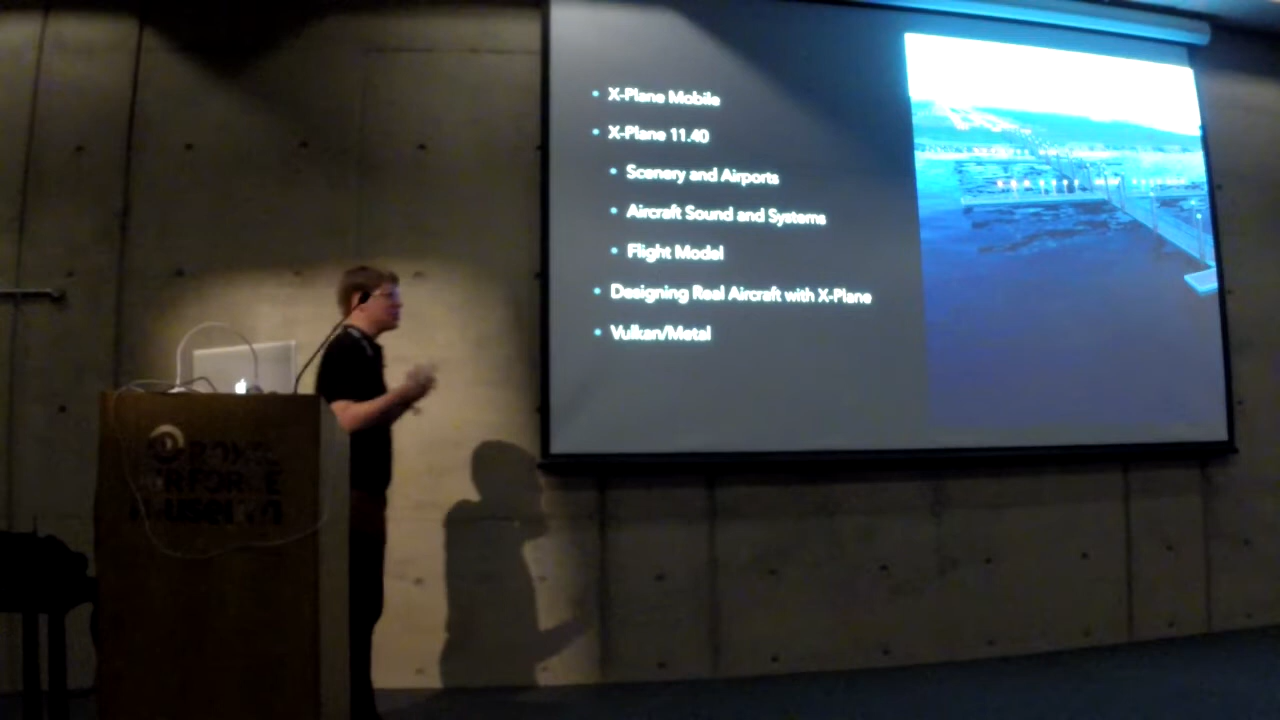 X-Plane Mobile
X-Plane 11.40
Scenery and Airports
Aircraft Sound and Systems
Flight Model
Designing Real Aircraft with X-Plane
Vulkan/Metal